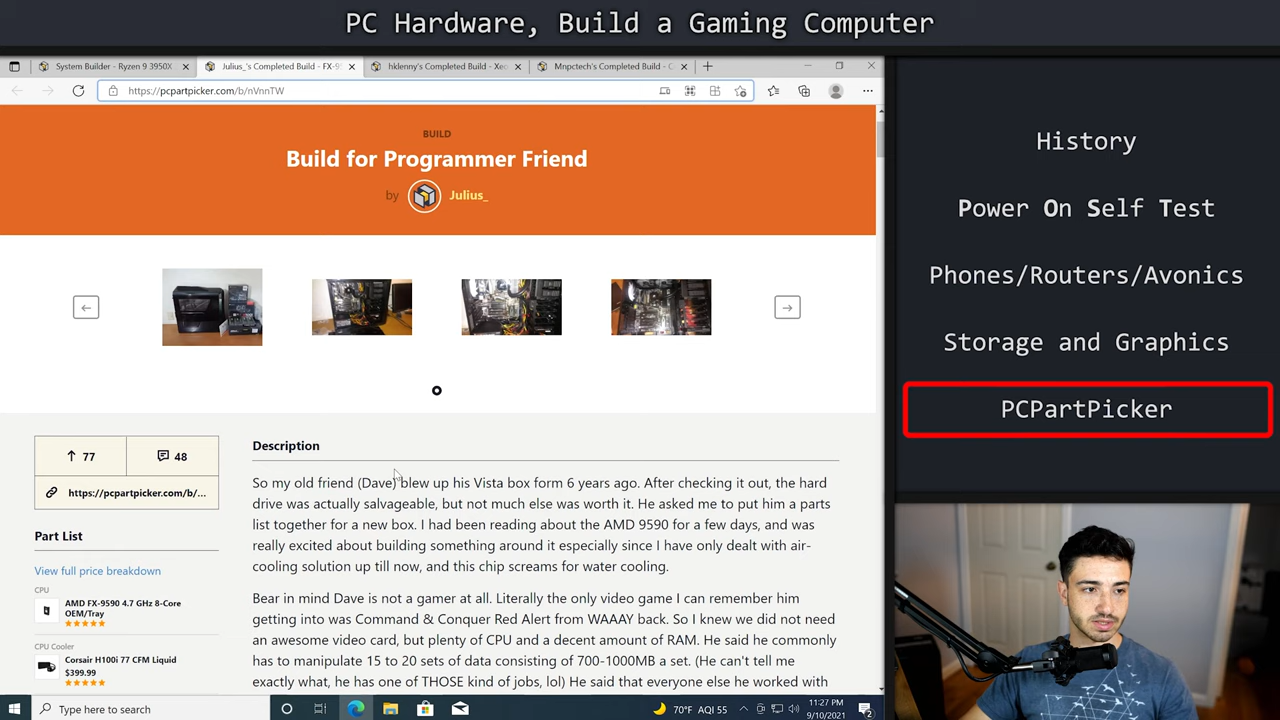 PC Hardware, Build a Gaming Computer
System Builder - Ryzen 9 3950X
Julius_'s Completed Build - FX-95
hklenny's Completed Build - Xeo
Mnpctech's Completed Build - C
https://pcpartpicker.com/b/nVnnTW
BUILD
Build for Programmer Friend
by Julius_
77
48
https://pcpartpicker.com/b/...
Part List
View full price breakdown
CPU
AMD FX-9590 4.7 GHz 8-Core
OEM/Tray
CPU Cooler
Corsair H100i 77 CFM Liquid
$399.99
Description
So my old friend (Dave) blew up his Vista box form 6 years ago. After checking it out, the hard
drive was actually salvageable, but not much else was worth it. He asked me to put him a parts
list together for a new box. I had been reading about the AMD 9590 for a few days, and was
really excited about building something around it especially since I have only dealt with air-
cooling solution up till now, and this chip screams for water cooling.
Bear in mind Dave is not a gamer at all. Literally the only video game I can remember him
getting into was Command & Conquer Red Alert from WAAAY back. So I knew we did not need
an awesome video card, but plenty of CPU and a decent amount of RAM. He said he commonly
has to manipulate 15 to 20 sets of data consisting of 700-1000MB a set. (He can't tell me
exactly what, he has one of THOSE kind of jobs, lol) He said that everyone else he worked with
Type here to search
70°F AQI 55
11:27 PM
9/10/2021
2
History
Power On Self Test
Phones/Routers/Avonics
Storage and Graphics
PCPartPicker